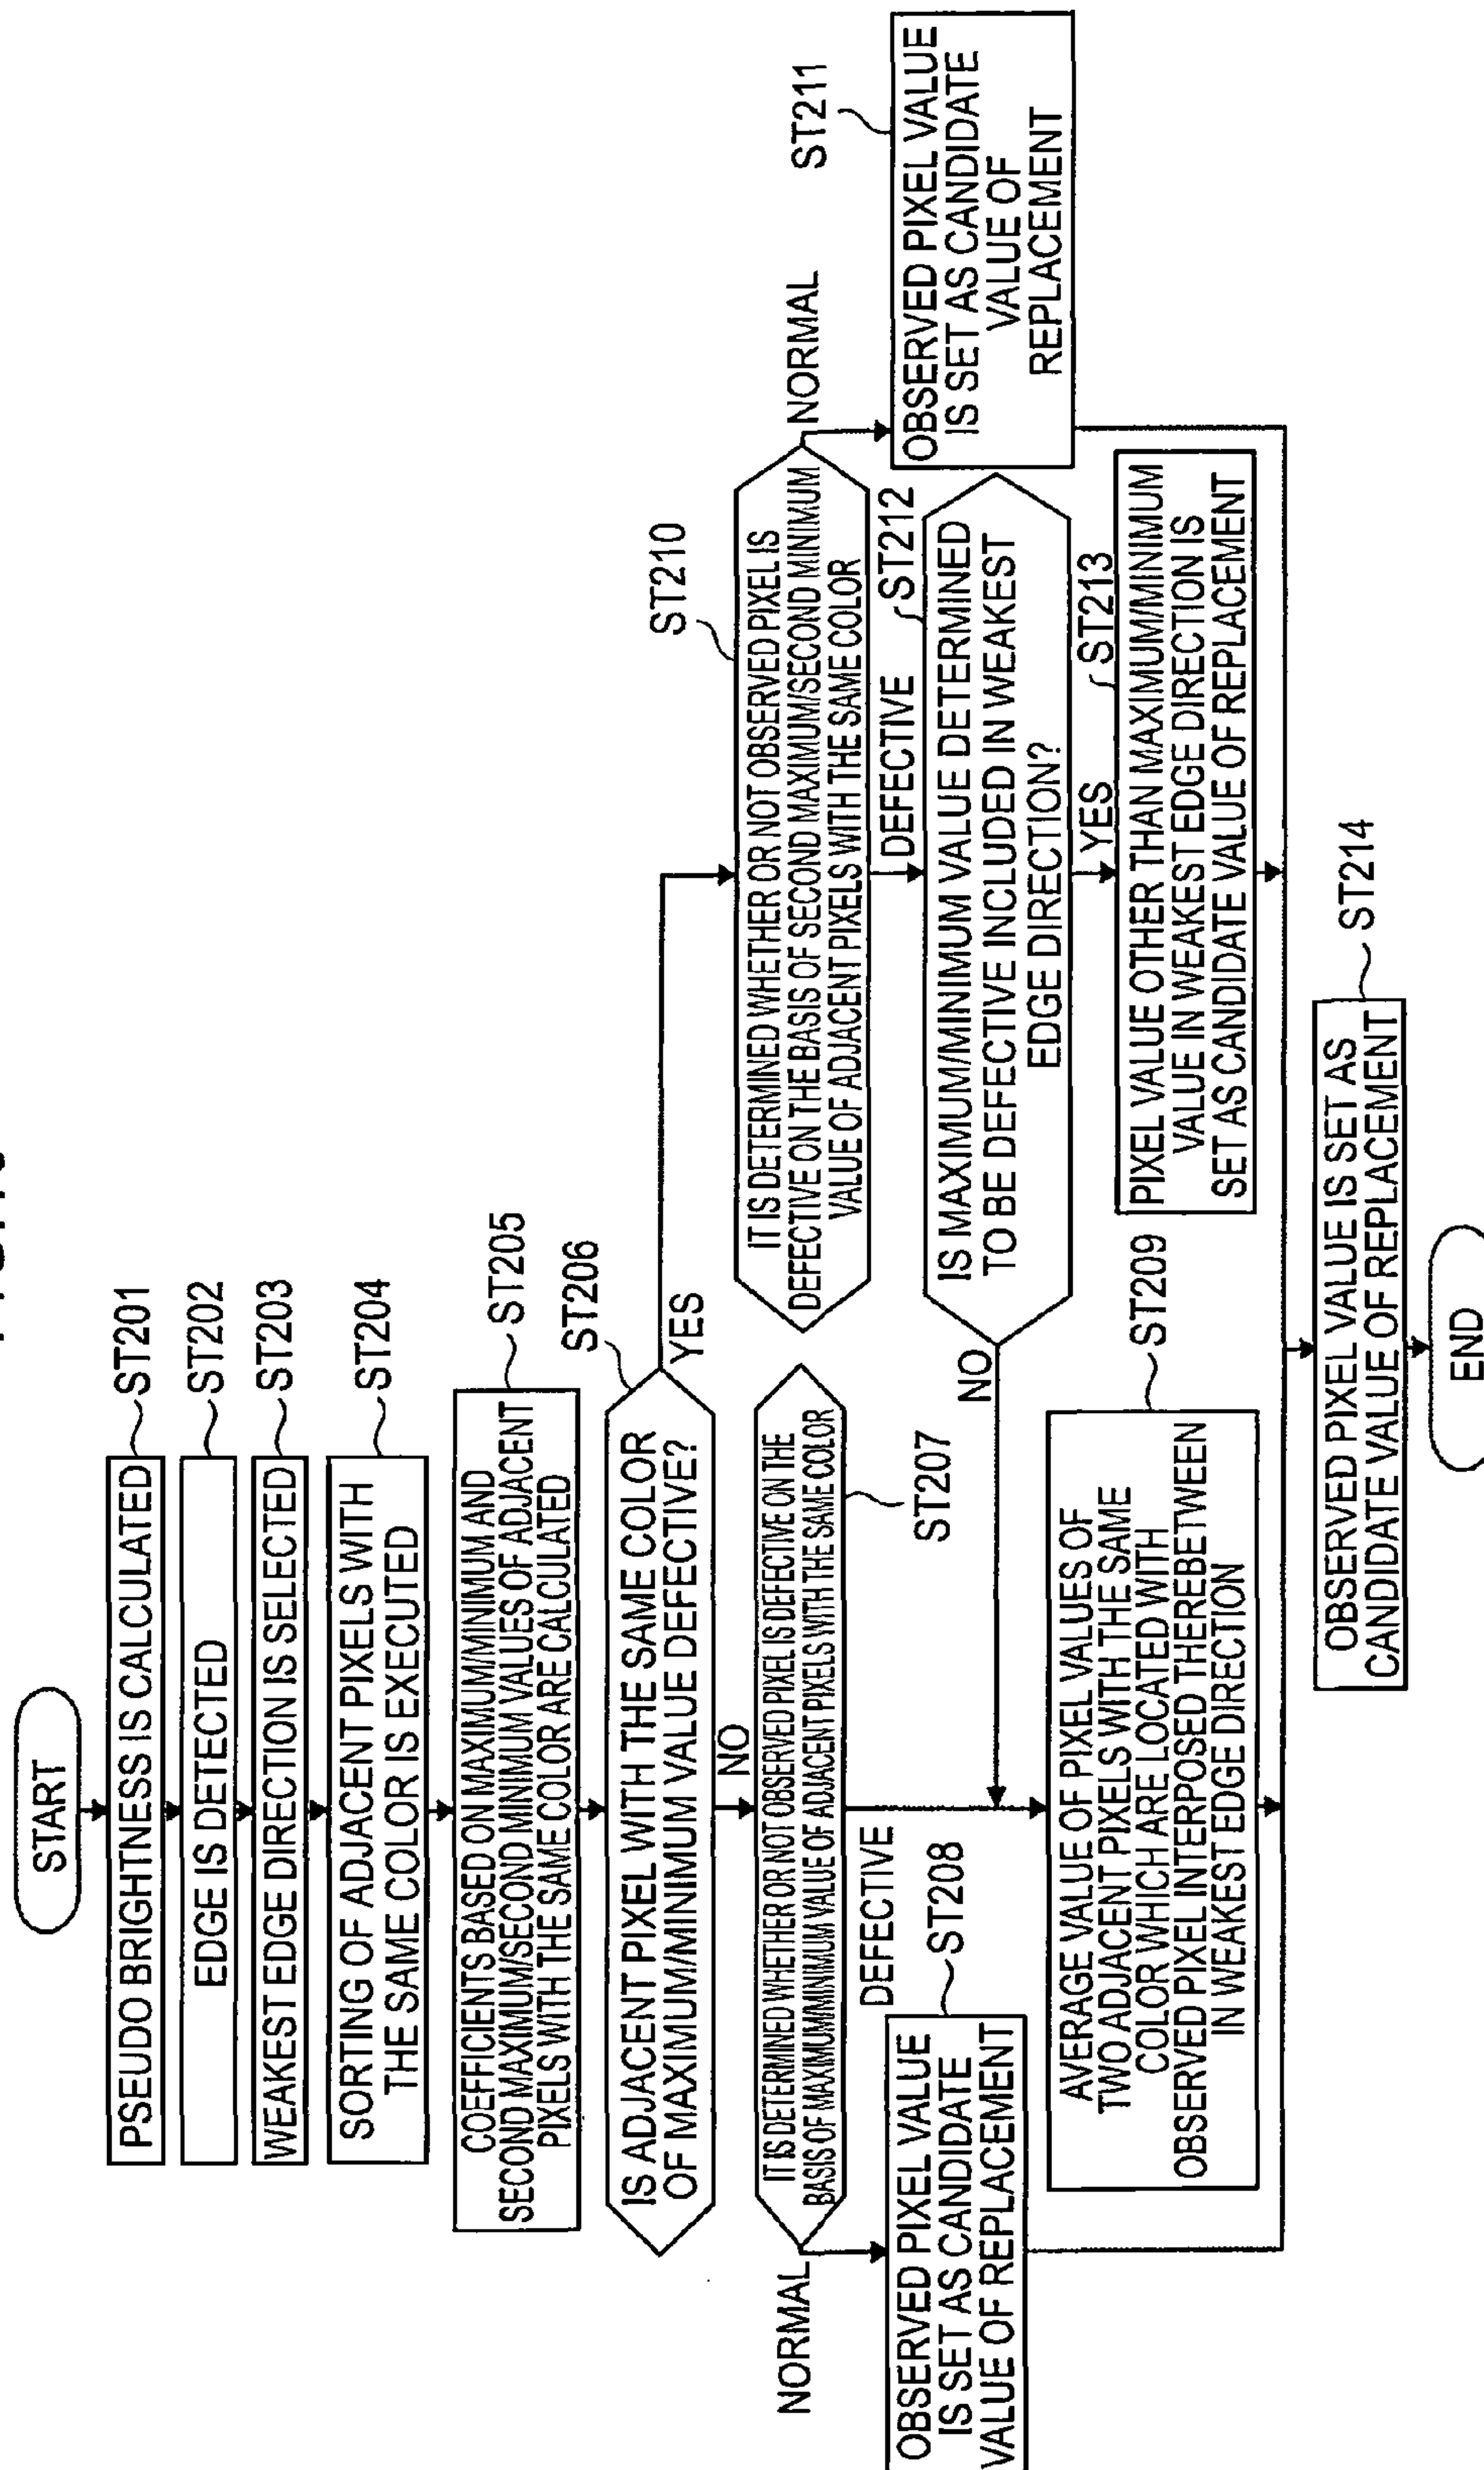 START
PSEUDO BRIGHTNESS IS CALCULATED
ST201
EDGE IS DETECTED
ST202
WEAKEST EDGE DIRECTION IS SELECTED
ST203
SORTING OF ADJACENT PIXELS WITH
THE SAME COLOR IS EXECUTED
ST204
COEFFICIENTS BASED ON MAXIMUM/MINIMUM AND
SECOND MAXIMUM/SECOND MINIMUM VALUES OF ADJACENT
PIXELS WITH THE SAME COLOR ARE CALCULATED
ST205
IS ADJACENT PIXEL WITH THE SAME COLOR
OF MAXIMUM/MINIMUM VALUE DEFECTIVE?
ST206
YES
NO
IT IS DETERMINED WHETHER OR NOT OBSERVED PIXEL IS DEFECTIVE ON THE
BASIS OF MAXIMUM/MINIMUM VALUE OF ADJACENT PIXELS WITH THE SAME COLOR
ST207
NORMAL
DEFECTIVE
OBSERVED PIXEL VALUE
IS SET AS CANDIDATE
VALUE OF REPLACEMENT
ST208
AVERAGE VALUE OF PIXEL VALUES OF
TWO ADJACENT PIXELS WITH THE SAME
COLOR WHICH ARE LOCATED WITH
OBSERVED PIXEL INTERPOSED THEREBETWEEN
IN WEAKEST EDGE DIRECTION
ST209
IT IS DETERMINED WHETHER OR NOT OBSERVED PIXEL IS
DEFECTIVE ON THE BASIS OF SECOND MAXIMUM/SECOND MINIMUM
VALUE OF ADJACENT PIXELS WITH THE SAME COLOR
ST210
NORMAL
DEFECTIVE
OBSERVED PIXEL VALUE
IS SET AS CANDIDATE
VALUE OF
REPLACEMENT
ST211
IS MAXIMUM/MINIMUM VALUE DETERMINED
TO BE DEFECTIVE INCLUDED IN WEAKEST
EDGE DIRECTION?
ST212
NO
YES
PIXEL VALUE OTHER THAN MAXIMUM/MINIMUM
VALUE IN WEAKEST EDGE DIRECTION IS
SET AS CANDIDATE VALUE OF REPLACEMENT
ST213
OBSERVED PIXEL VALUE IS SET AS
CANDIDATE VALUE OF REPLACEMENT
ST214
END